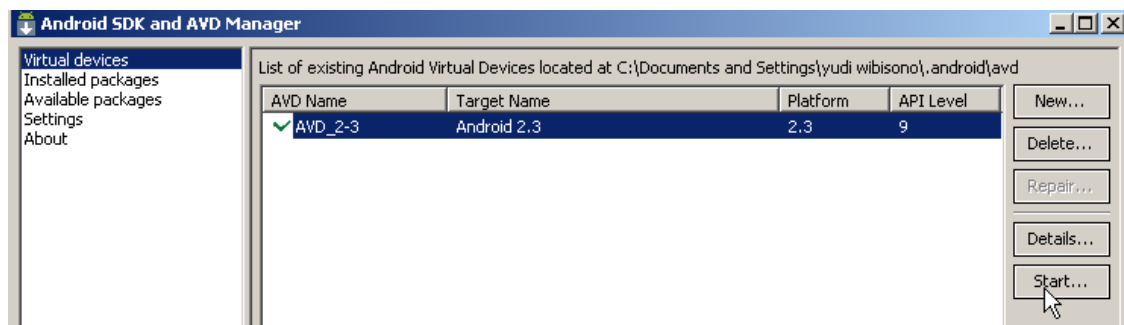 Android SDK and AVD Manager
Virtual devices
Installed packages
Available packages
Settings
About
List of existing Android Virtual Devices located at C:\Documents and Settings\yudi wibisono\.android\avd
AVD Name Target Name Platform API Level
AVD_2-3 Android 2.3 2.3 9
New...
Delete...
Repair...
Details...
Start...